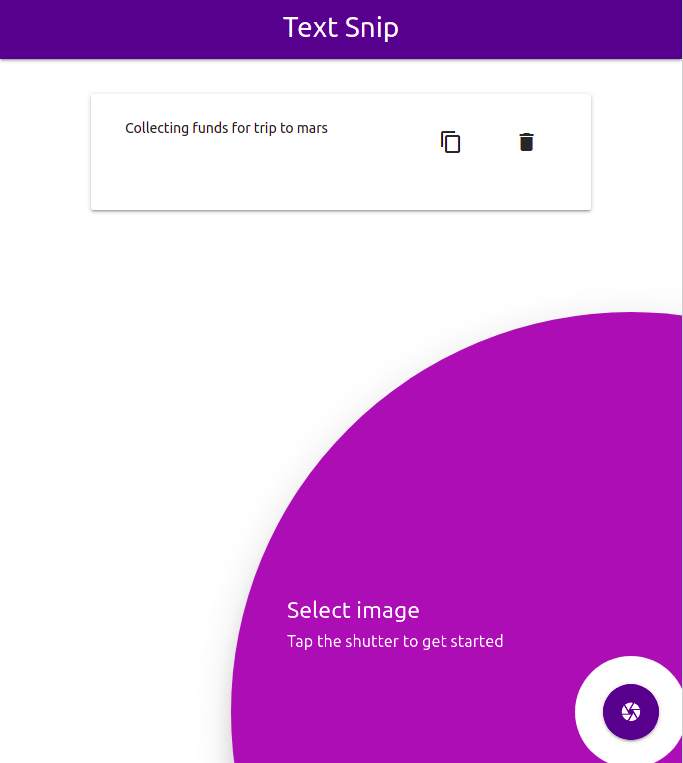 Text Snip
Collecting funds for trip to mars
Select image
Tap the shutter to get started